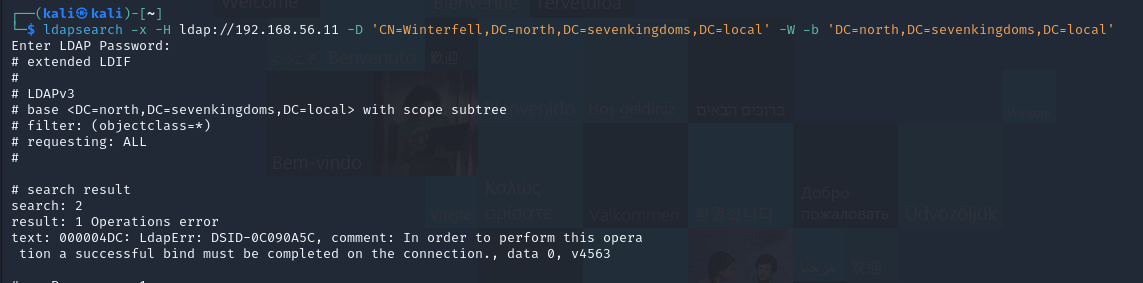 Welcome
Bienvenue
Tervetuloa
┌──(kali㉿kali)-[~]
└─$ ldapsearch -x -H ldap://192.168.56.11 -D 'CN=Winterfell,DC=north,DC=sevenkingdoms,DC=local' -W -b 'DC=north,DC=sevenkingdoms,DC=local'
Enter LDAP Password:
# extended LDIF
Benvenuto
#
# LDAPv3
# base <DC=north,DC=sevenkingdoms,DC=local> with scope subtree
Hoş geldiniz ברוכים הבאים
# filter: (objectclass=*)
# requesting: ALL
#
Bem-vindo
# search result
Καλώς
ορίσατε
Välkommen
Добро
пожаловать
Üdvözöljük
search: 2
result: 1 Operations error
text: 000004DC: LdapErr: DSID-0C090A5C, comment: In order to perform this opera
 tion a successful bind must be completed on the connection., data 0, v4563